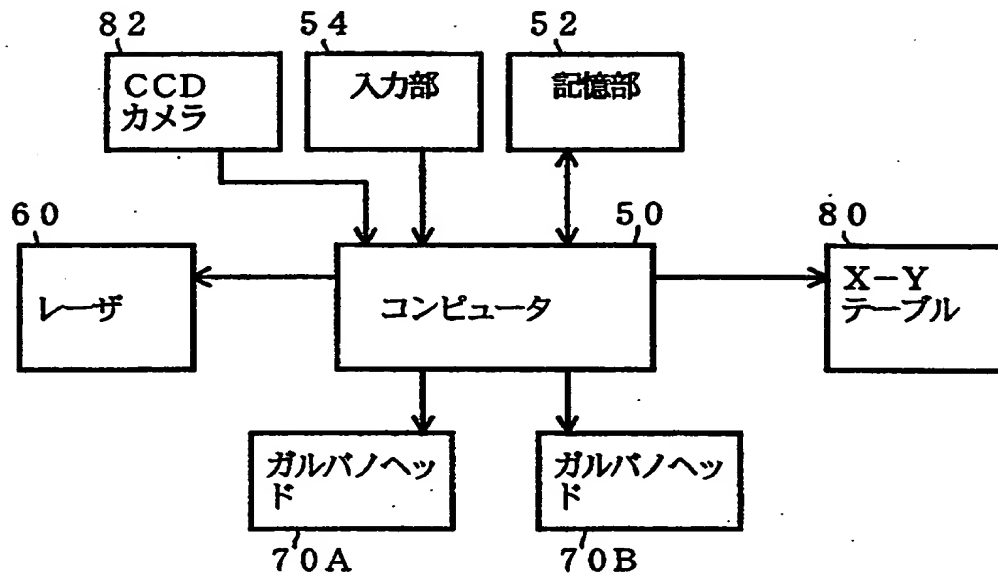 82
54
52
CCD
カメラ
入力部
記憶部
60
50
80
レーザ
コンピュータ
X-Y
テーブル
ガルバノヘッ
ド
ガルバノヘッ
ド
70A
70B